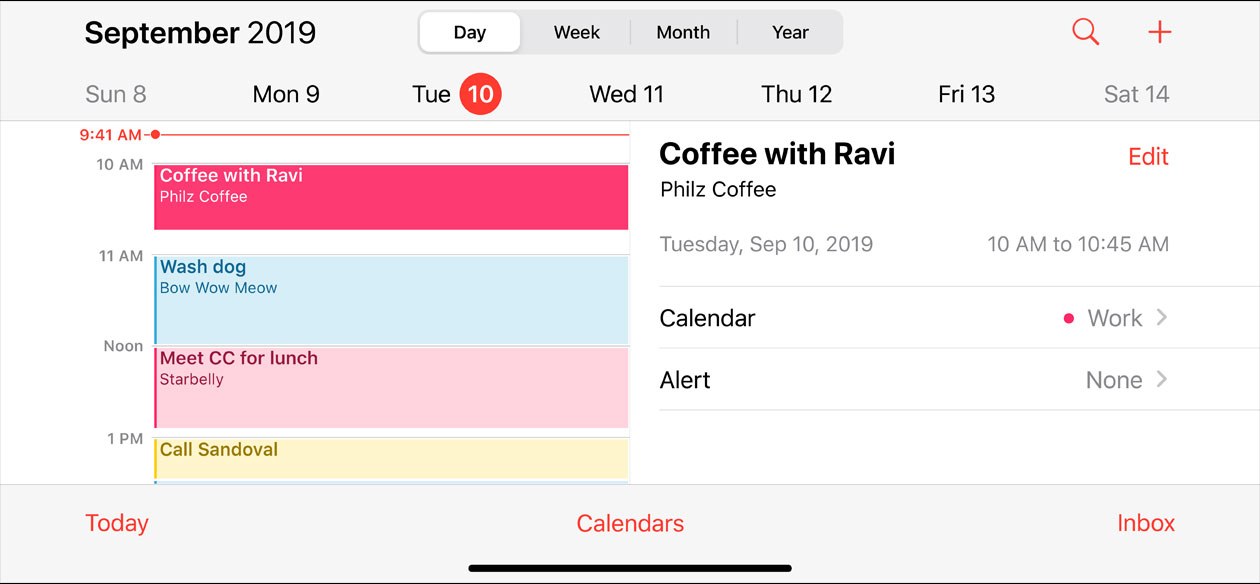 September 2019
Day
Week
Month
Year
Sun 8
Mon 9
Tue 10
Wed 11
Thu 12
Fri 13
Sat 14
9:41 AM
10 AM
Coffee with Ravi
Philz Coffee
11 AM
Wash dog
Bow Wow Meow
Noon
Meet CC for lunch
Starbelly
1 PM
Call Sandoval
Coffee with Ravi
Edit
Philz Coffee
Tuesday, Sep 10, 2019
10 AM to 10:45 AM
Calendar
Work
Alert
None
Today
Calendars
Inbox